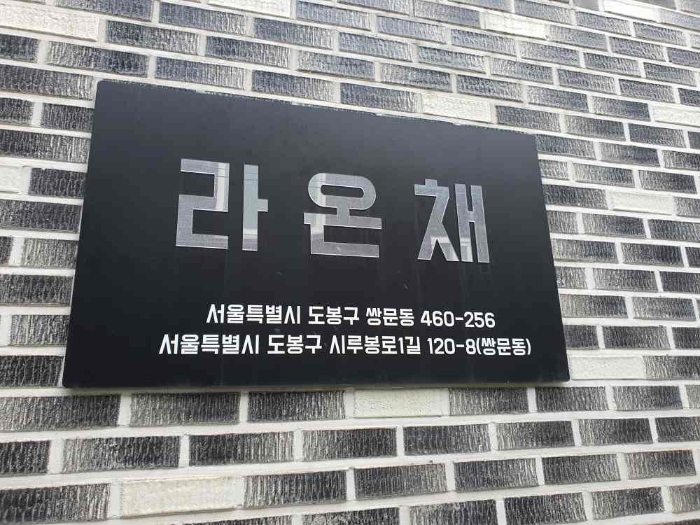 라온채
서울특별시 도봉구 쌍문동 460-256
서울특별시 도봉구 시루봉로1길 120-8(쌍문동)